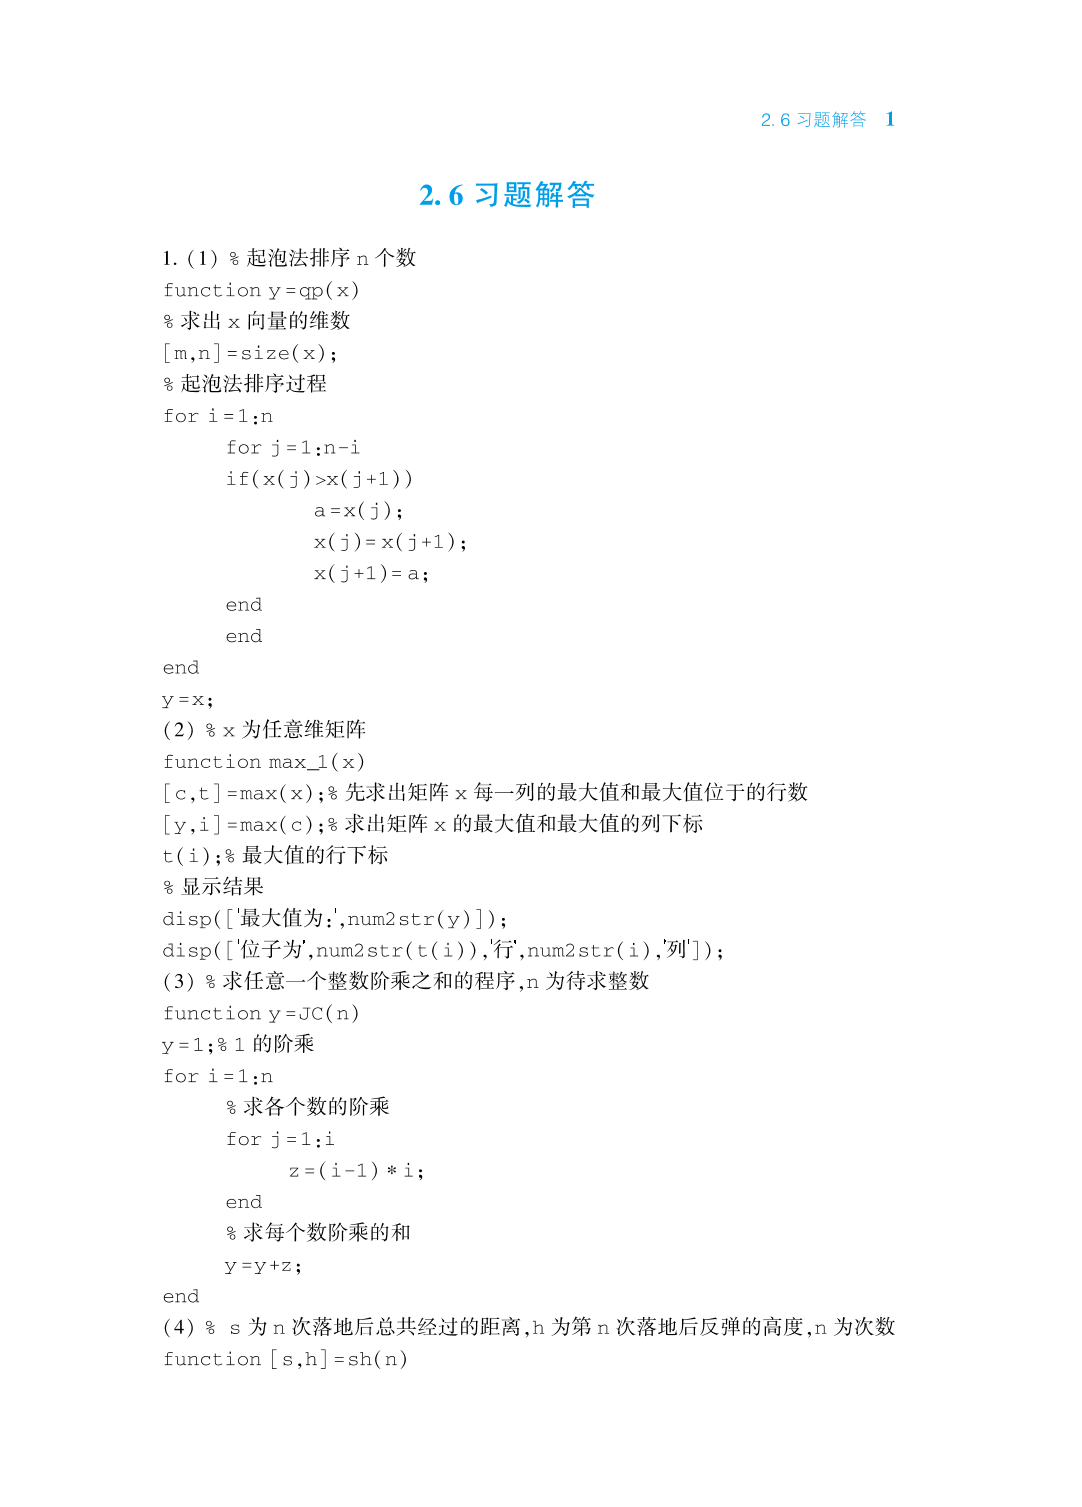 2.6 习题解答 1
2.6 习题解答
1. (1) % 起泡法排序 n 个数
function y=qp(x)
% 求出 x 向量的维数
[m,n]=size(x);
% 起泡法排序过程
for i=1:n
for j=1:n-i
if(x(j)>x(j+1))
a=x(j);
x(j)=x(j+1);
x(j+1)=a;
end
end
end
y=x;
(2) % x 为任意维矩阵
function max_1(x)
[c,t]=max(x);% 先求出矩阵 x 每一列的最大值和最大值位于的行数
[y,i]=max(c);% 求出矩阵 x 的最大值和最大值的列下标
t(i);% 最大值的行下标
% 显示结果
disp(['最大值为:',num2str(y)]);
disp(['位子为',num2str(t(i)),'行',num2str(i),'列']);
(3) % 求任意一个整数阶乘之和的程序,n 为待求整数
function y=JC(n)
y=1;%1 的阶乘
for i=1:n
% 求各个数的阶乘
for j=1:i
z=(i-1)*i;
end
% 求每个数阶乘的和
y=y+z;
end
(4) % s 为 n 次落地后总共经过的距离,h 为第 n 次落地后反弹的高度,n 为次数
function [s,h]=sh(n)